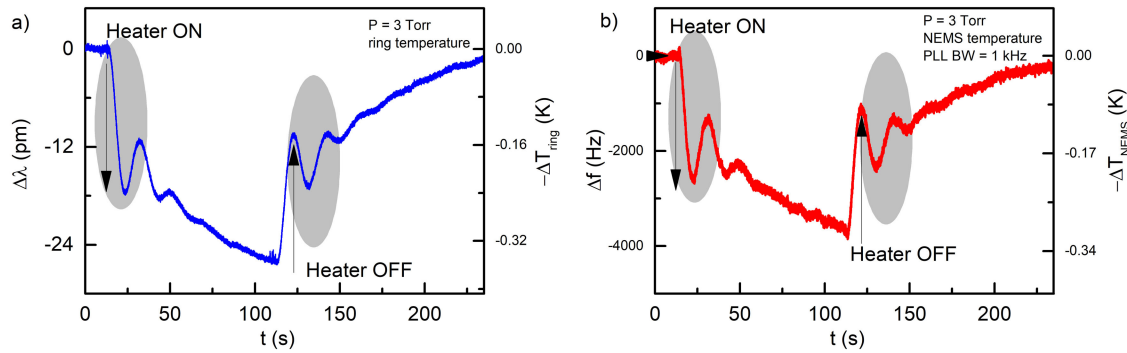 a)
Heater ON
P = 3 Torr
ring temperature
0
-12
-24
Δλ (pm)
0.00
-0.16
-0.32
−ΔT_ring (K)
Heater OFF
0 50 100 150 200
t (s)
b)
Heater ON
P = 3 Torr
NEMS temperature
PLL BW = 1 kHz
0
-2000
-4000
Δf (Hz)
0.00
-0.17
-0.34
−ΔT_NEMS (K)
Heater OFF
0 50 100 150 200
t (s)